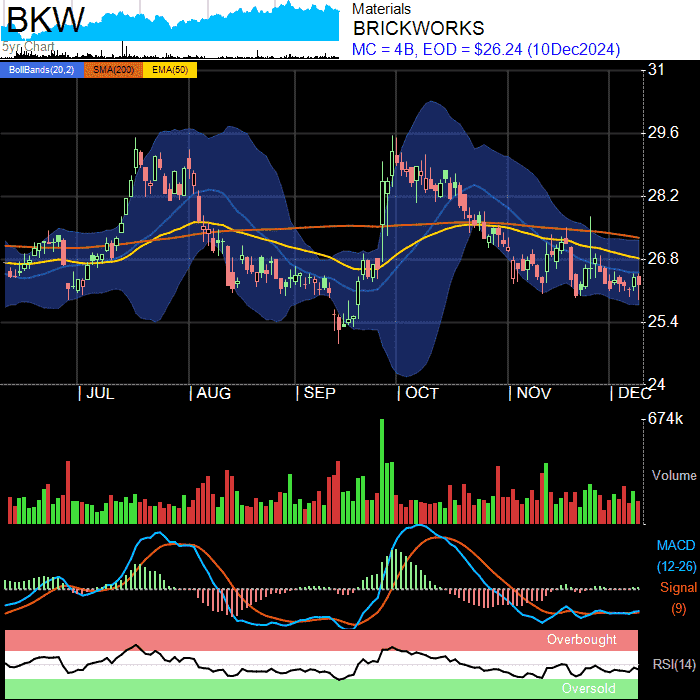 BKW
5yr Chart
Materials
BRICKWORKS
MC = 4B, EOD = $26.24 (10Dec2024)
BollBands(20,2) SMA(200) EMA(50)
31
29.6
28.2
26.8
25.4
24
JUL AUG SEP OCT NOV DEC
674k
Volume
MACD
(12-26)
Signal
(9)
Overbought
RSI(14)
Oversold